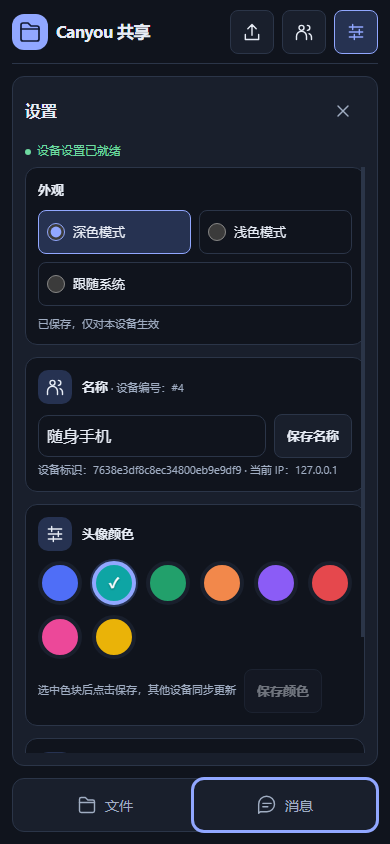 Canyou 共享
设置
设备设置已就绪
外观
深色模式
浅色模式
跟随系统
已保存，仅对本设备生效
名称 · 设备编号：#4
随身手机
保存名称
设备标识：7638e3df8c8ec34800eb9e9df9 · 当前 IP：127.0.0.1
头像颜色
选中色块后点击保存，其他设备同步更新
保存颜色
文件
消息